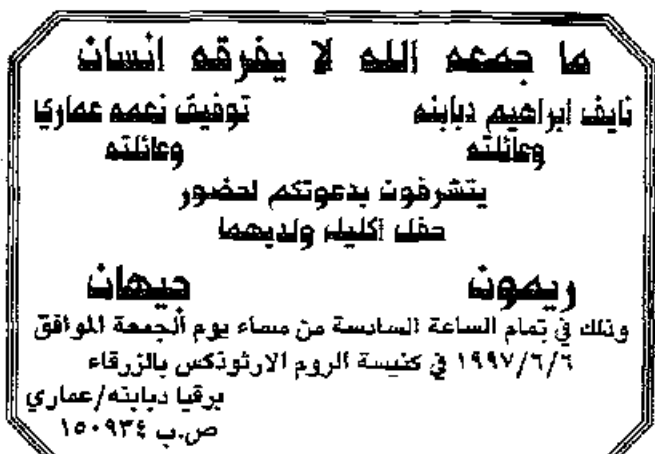 ما جمعه الله لا يفرقه انسان
نايف ابراهيم دبابنه توفيق نعمه عماري
وعائلته وعائلته
يتشرفون بدعوتكم لحضور
حفل اكليل ولديهما
ريمون جيهان
وذلك في تمام الساعة السادسة من مساء يوم الجمعة الموافق
١٩٩٧/٦/٦ في كنيسة الروم الارثوذكس بالزرقاء
برقيا دبابنه/عماري
ص.ب ١٥٠٩٣٤